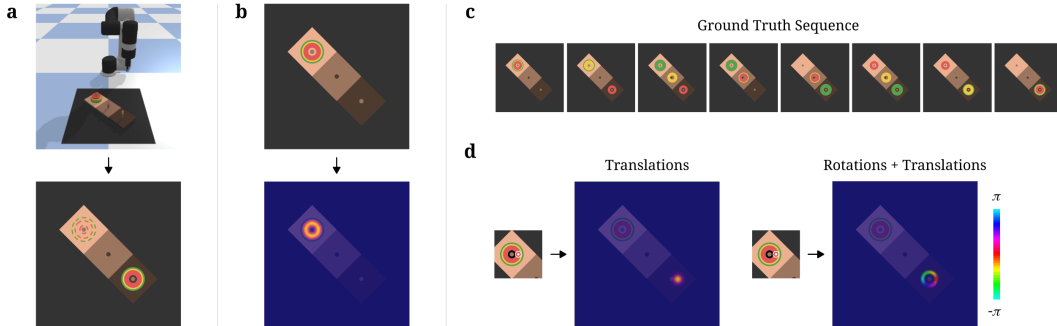 a
b
c
Ground Truth Sequence
d
Translations
Rotations + Translations
π
-π